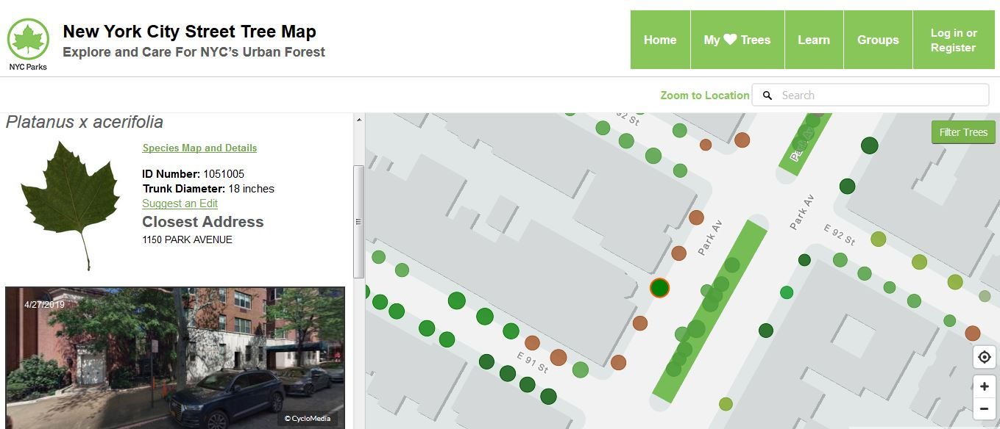 New York City Street Tree Map
Explore and Care For NYC's Urban Forest
NYC Parks
Home
My Trees
Learn
Groups
Log in or
Register
Zoom to Location
Search
Platanus x acerifolia
Species Map and Details
ID Number: 1051005
Trunk Diameter: 18 inches
Suggest an Edit
Closest Address
1150 PARK AVENUE
4/27/2019
© CycloMedia
Filter Trees
92 St
Park Av
Park Av
Park Av
E 92 St
E 91 St
+
−